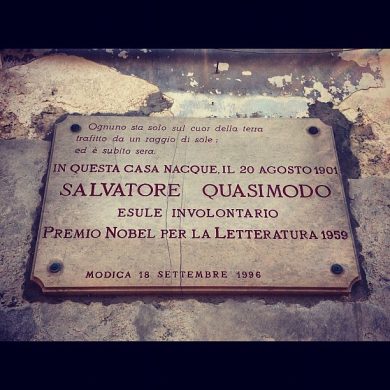 Ognuno sta solo sul cuor della terra
trafitto da un raggio di sole:
ed è subito sera.
IN QUESTA CASA NACQUE, IL 20 AGOSTO 1901
SALVATORE QUASIMODO
ESULE INVOLONTARIO
PREMIO NOBEL PER LA LETTERATURA 1959
MODICA 18 SETTEMBRE 1996